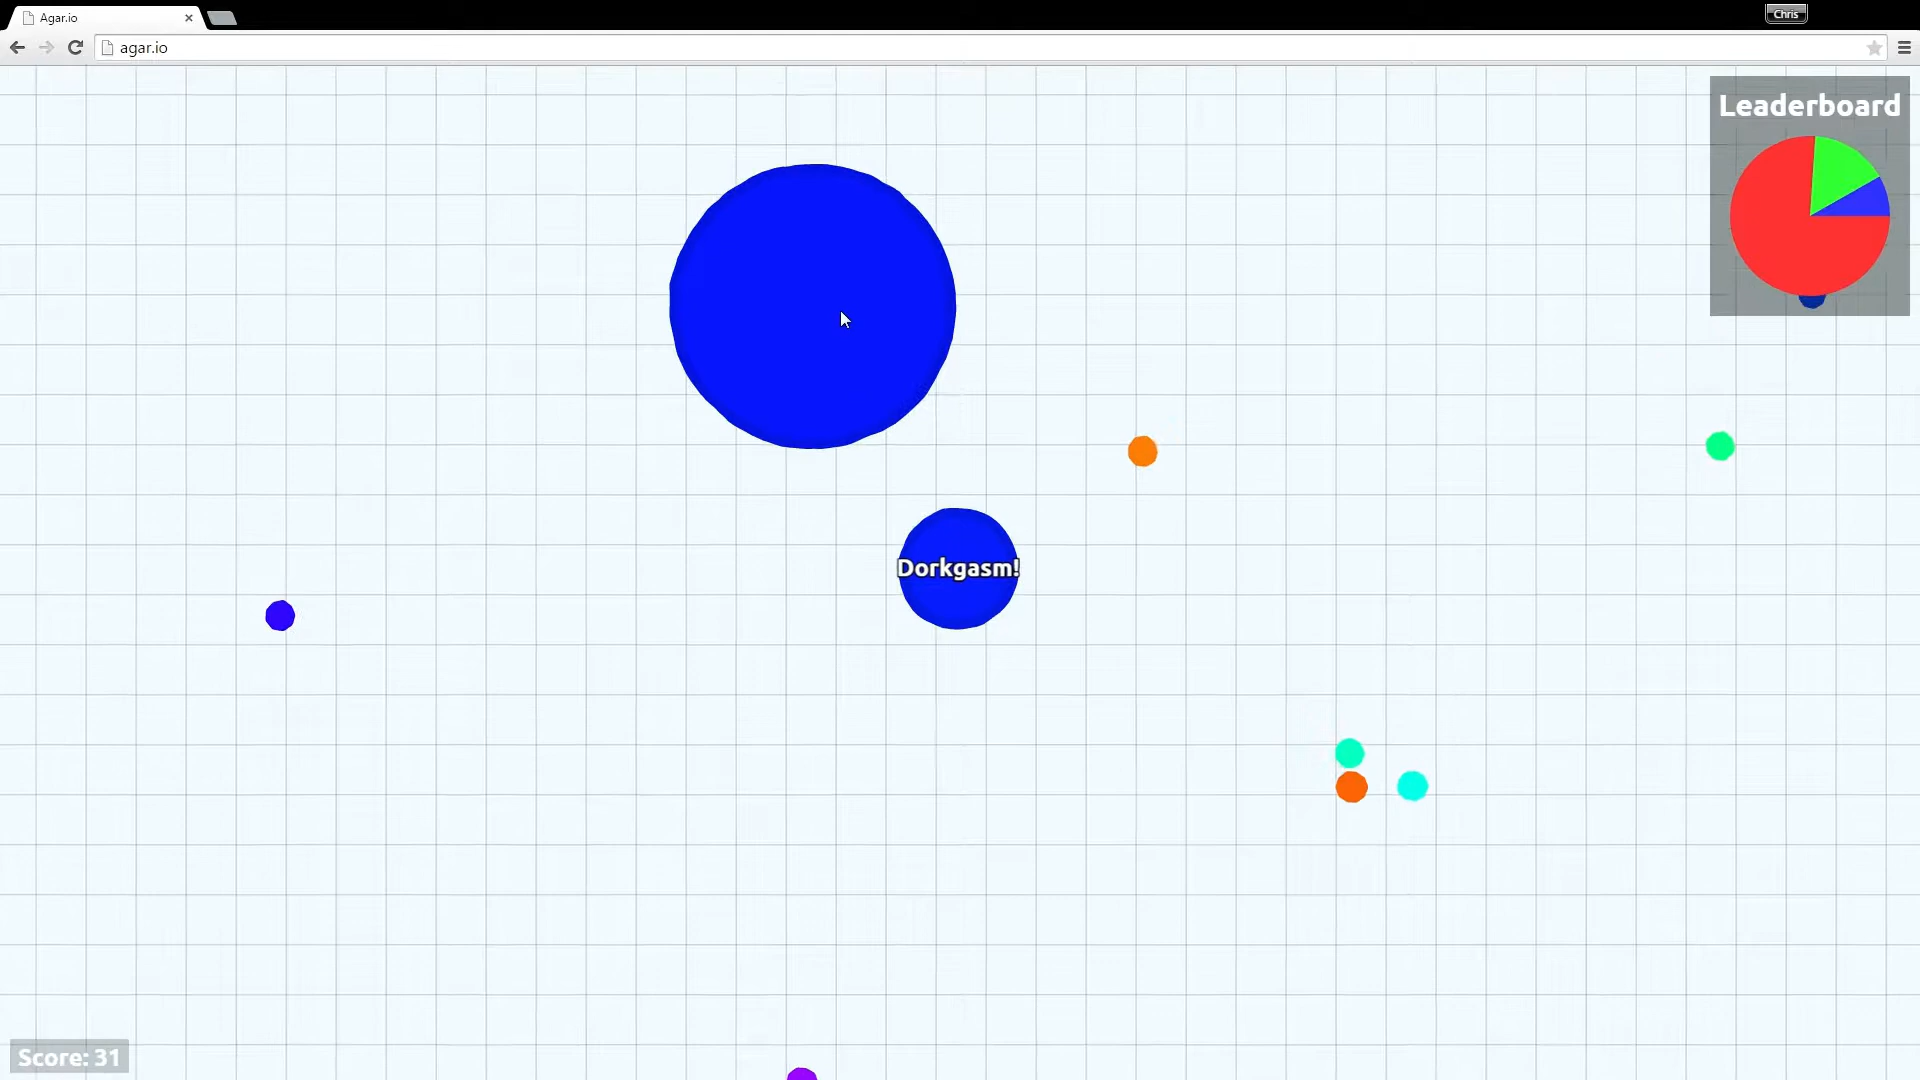 Agar.io
Chris
agar.io
Leaderboard
Dorkgasm!
Score: 31